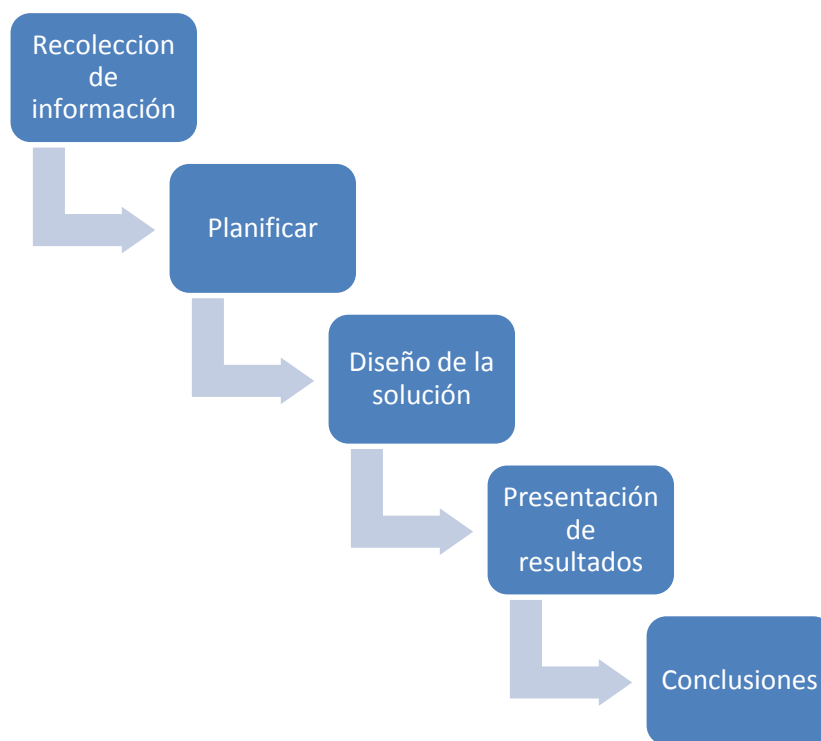 Recoleccion
de
información
Planificar
Diseño de la
solución
Presentación
de
resultados
Conclusiones